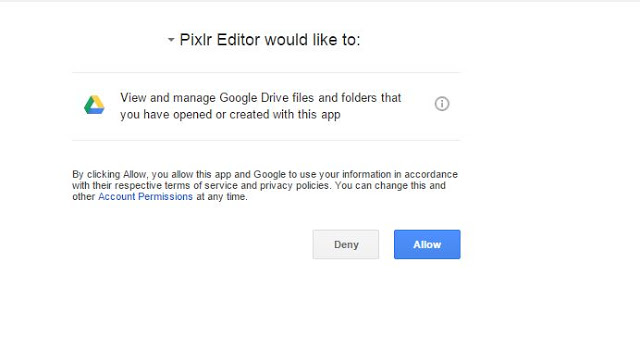 Pixlr Editor would like to:
View and manage Google Drive files and folders that
you have opened or created with this app
By clicking Allow, you allow this app and Google to use your information in accordance
with their respective terms of service and privacy policies. You can change this and
other Account Permissions at any time.
Deny
Allow